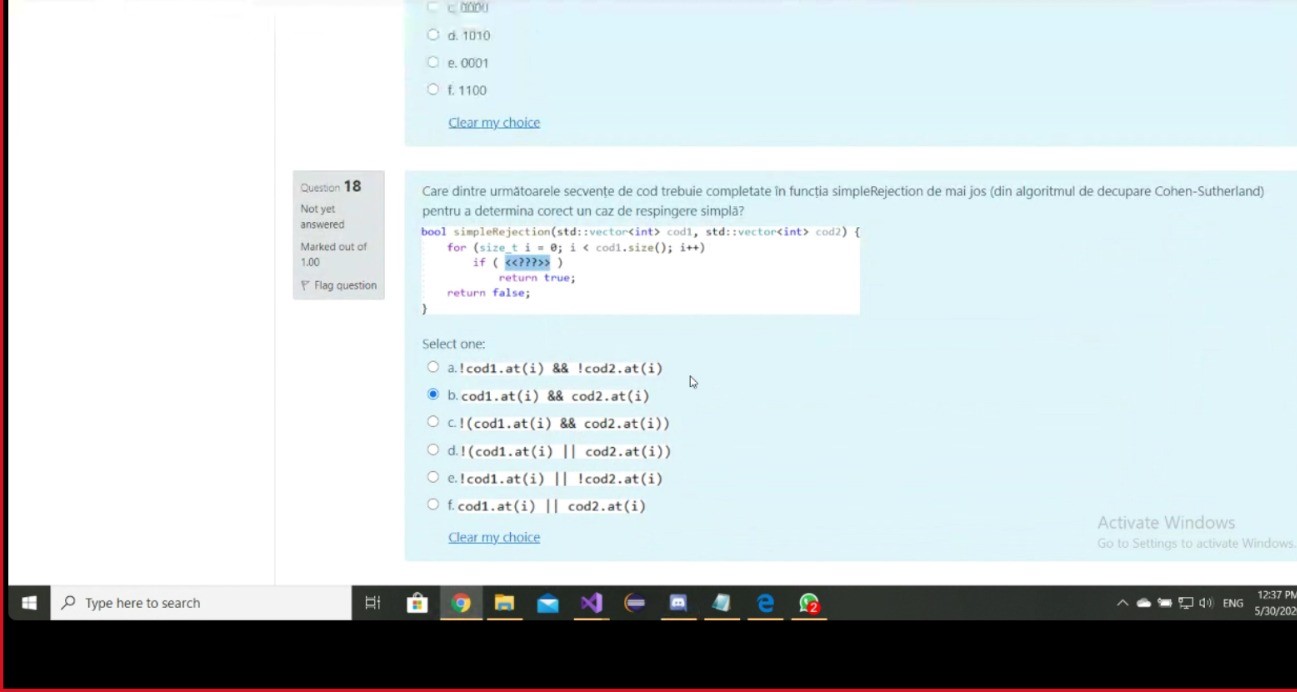 c. 0000
d. 1010
e. 0001
f. 1100
Clear my choice
Question 18
Not yet
answered
Marked out of
1.00
Flag question
Care dintre următoarele secvențe de cod trebuie completate în funcția simpleRejection de mai jos (din algoritmul de decupare Cohen-Sutherland)
pentru a determina corect un caz de respingere simplă?
bool simpleRejection(std::vector<int> cod1, std::vector<int> cod2) {
for (size_t i = 0; i < cod1.size(); i++)
if ( <<???>> )
return true;
return false;
}
Select one:
a. !cod1.at(i) && !cod2.at(i)
b. cod1.at(i) && cod2.at(i)
c. !(cod1.at(i) && cod2.at(i))
d. !(cod1.at(i) || cod2.at(i))
e. !cod1.at(i) || !cod2.at(i)
f. cod1.at(i) || cod2.at(i)
Clear my choice
Activate Windows
Go to Settings to activate Windows.
Type here to search
2
ENG
12:37 PM
5/30/202